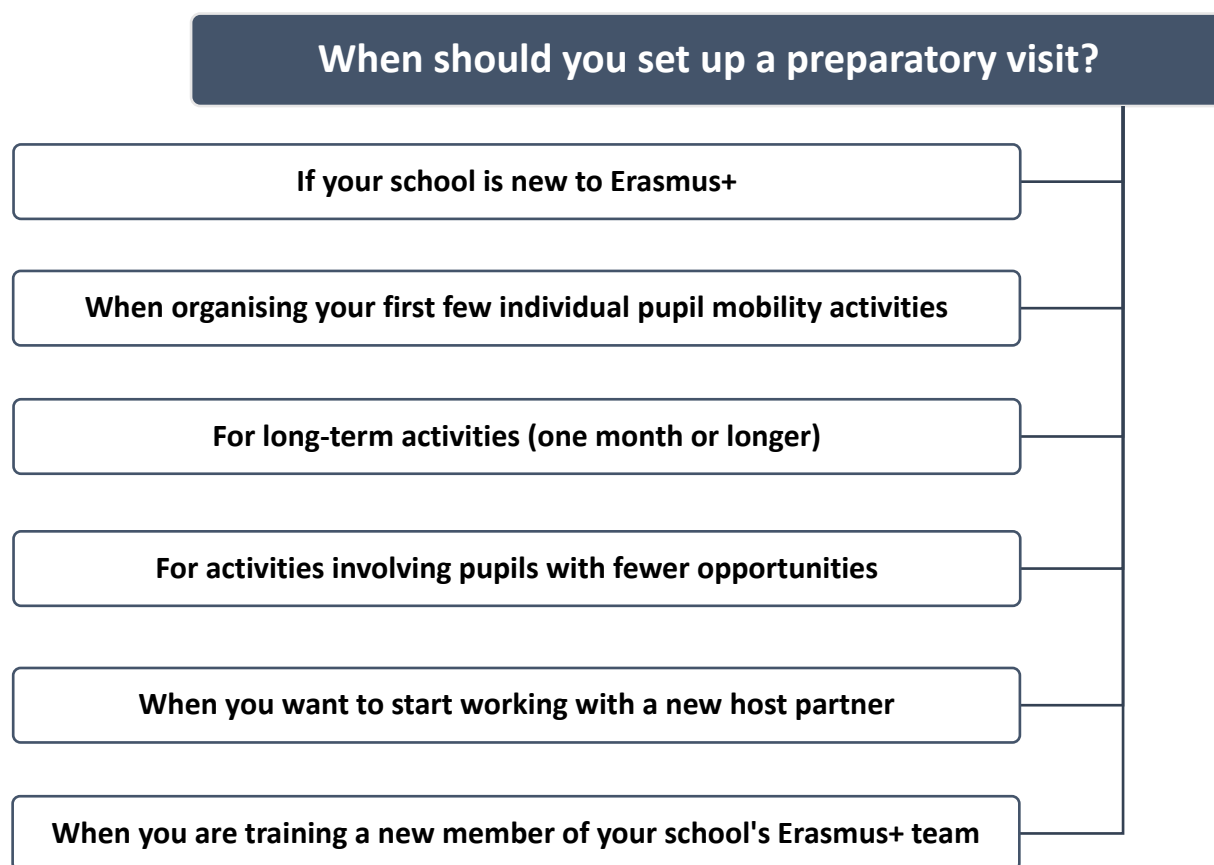 When should you set up a preparatory visit?
If your school is new to Erasmus+
When organising your first few individual pupil mobility activities
For long-term activities (one month or longer)
For activities involving pupils with fewer opportunities
When you want to start working with a new host partner
When you are training a new member of your school's Erasmus+ team